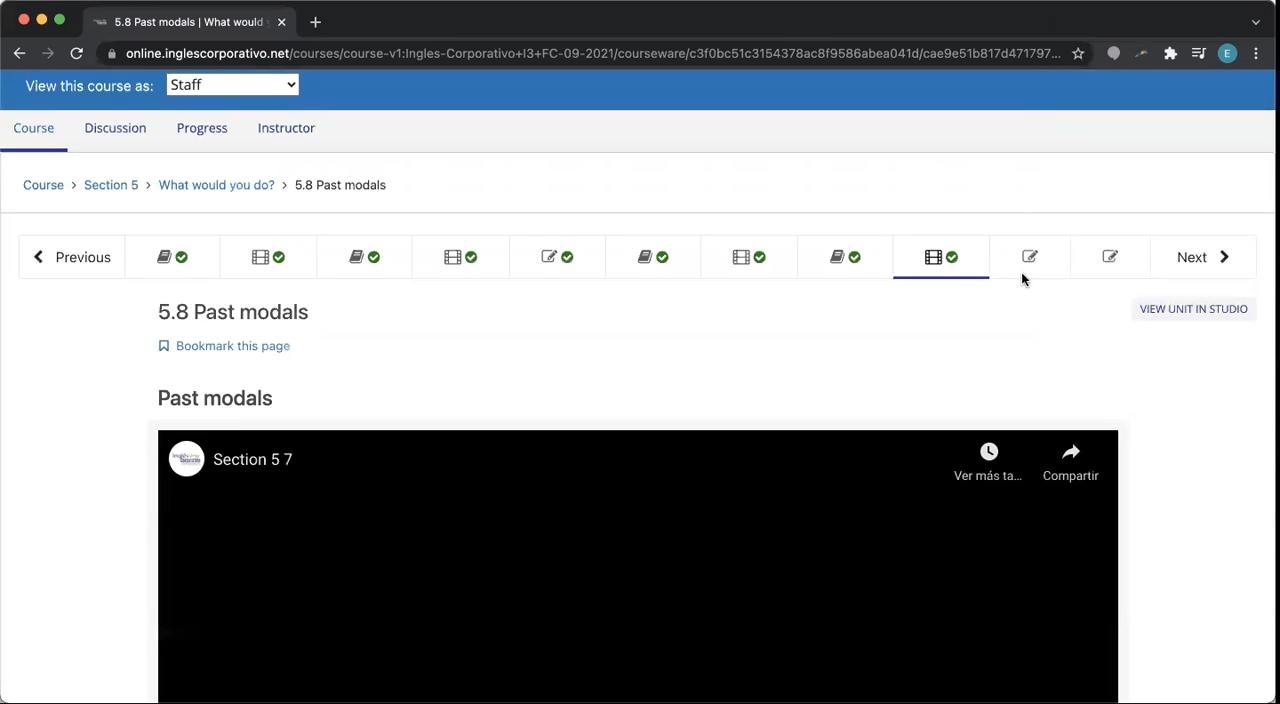 5.8 Past modals | What would
online.inglescorporativo.net/courses/course-v1:Ingles-Corporativo+I3+FC-09-2021/courseware/c3f0bc51c3154378ac8f9586abea041d/cae9e51b817d471797...
E
View this course as: Staff
Course Discussion Progress Instructor
Course > Section 5 > What would you do? > 5.8 Past modals
Previous Next
5.8 Past modals
VIEW UNIT IN STUDIO
Bookmark this page
Past modals
Section 5 7
Ver más ta... Compartir